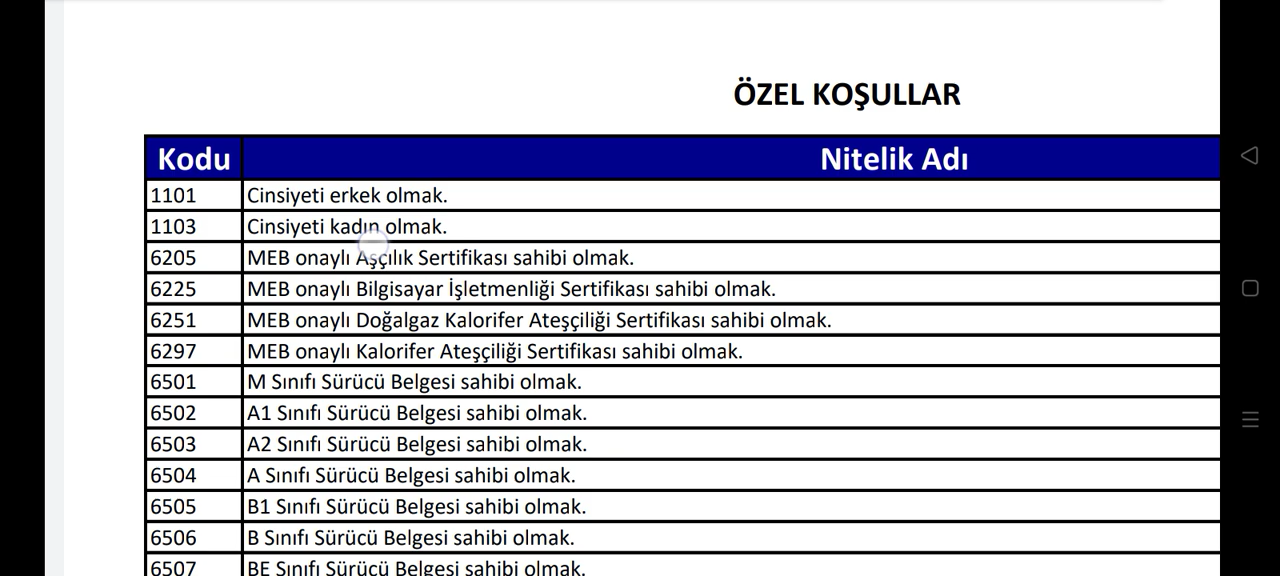 ÖZEL KOŞULLAR
Kodu Nitelik Adı
1101 Cinsiyeti erkek olmak.
1103 Cinsiyeti kadın olmak.
6205 MEB onaylı Aşçılık Sertifikası sahibi olmak.
6225 MEB onaylı Bilgisayar İşletmenliği Sertifikası sahibi olmak.
6251 MEB onaylı Doğalgaz Kalorifer Ateşçiliği Sertifikası sahibi olmak.
6297 MEB onaylı Kalorifer Ateşçiliği Sertifikası sahibi olmak.
6501 M Sınıfı Sürücü Belgesi sahibi olmak.
6502 A1 Sınıfı Sürücü Belgesi sahibi olmak.
6503 A2 Sınıfı Sürücü Belgesi sahibi olmak.
6504 A Sınıfı Sürücü Belgesi sahibi olmak.
6505 B1 Sınıfı Sürücü Belgesi sahibi olmak.
6506 B Sınıfı Sürücü Belgesi sahibi olmak.
6507 BE Sınıfı Sürücü Belgesi sahibi olmak.